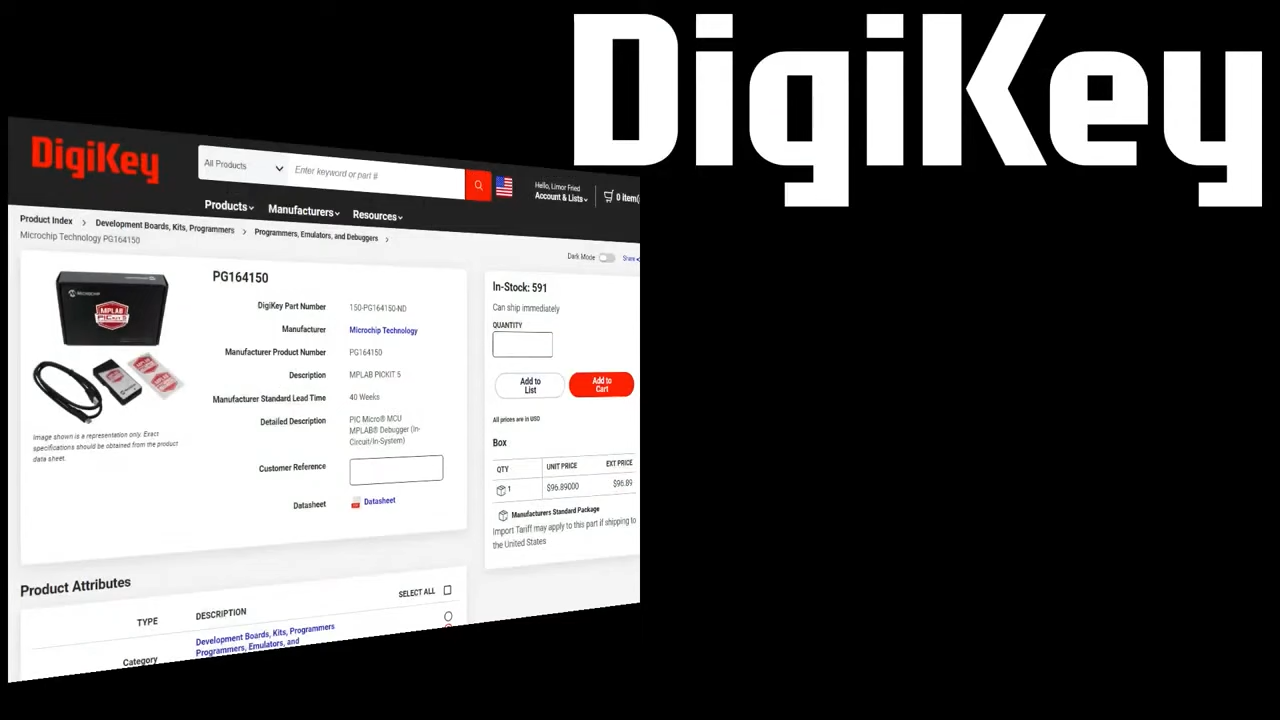 DigiKey
DigiKey
All Products
Enter keyword or part #
Hello, Limor Fried
Account & Lists
0 item(
Products
Manufacturers
Resources
Product Index > Development Boards, Kits, Programmers > Programmers, Emulators, and Debuggers >
Microchip Technology PG164150
Dark Mode
Share
MICROCHIP
MPLAB
PICKIT 5
Image shown is a representation only. Exact
specifications should be obtained from the product
data sheet.
PG164150
DigiKey Part Number 150-PG164150-ND
Manufacturer Microchip Technology
Manufacturer Product Number PG164150
Description MPLAB PICKIT 5
Manufacturer Standard Lead Time 40 Weeks
Detailed Description PIC Micro® MCU
MPLAB® Debugger (In-
Circuit/In-System)
Customer Reference
Datasheet Datasheet
In-Stock: 591
Can ship immediately
QUANTITY
Add to
List
Add to
Cart
All prices are in USD
Box
QTY UNIT PRICE EXT PRICE
1 $96.89000 $96.89
Manufacturers Standard Package
Import Tariff may apply to this part if shipping to
the United States
Product Attributes
SELECT ALL
TYPE DESCRIPTION
Category Development Boards, Kits, Programmers
Programmers, Emulators, and